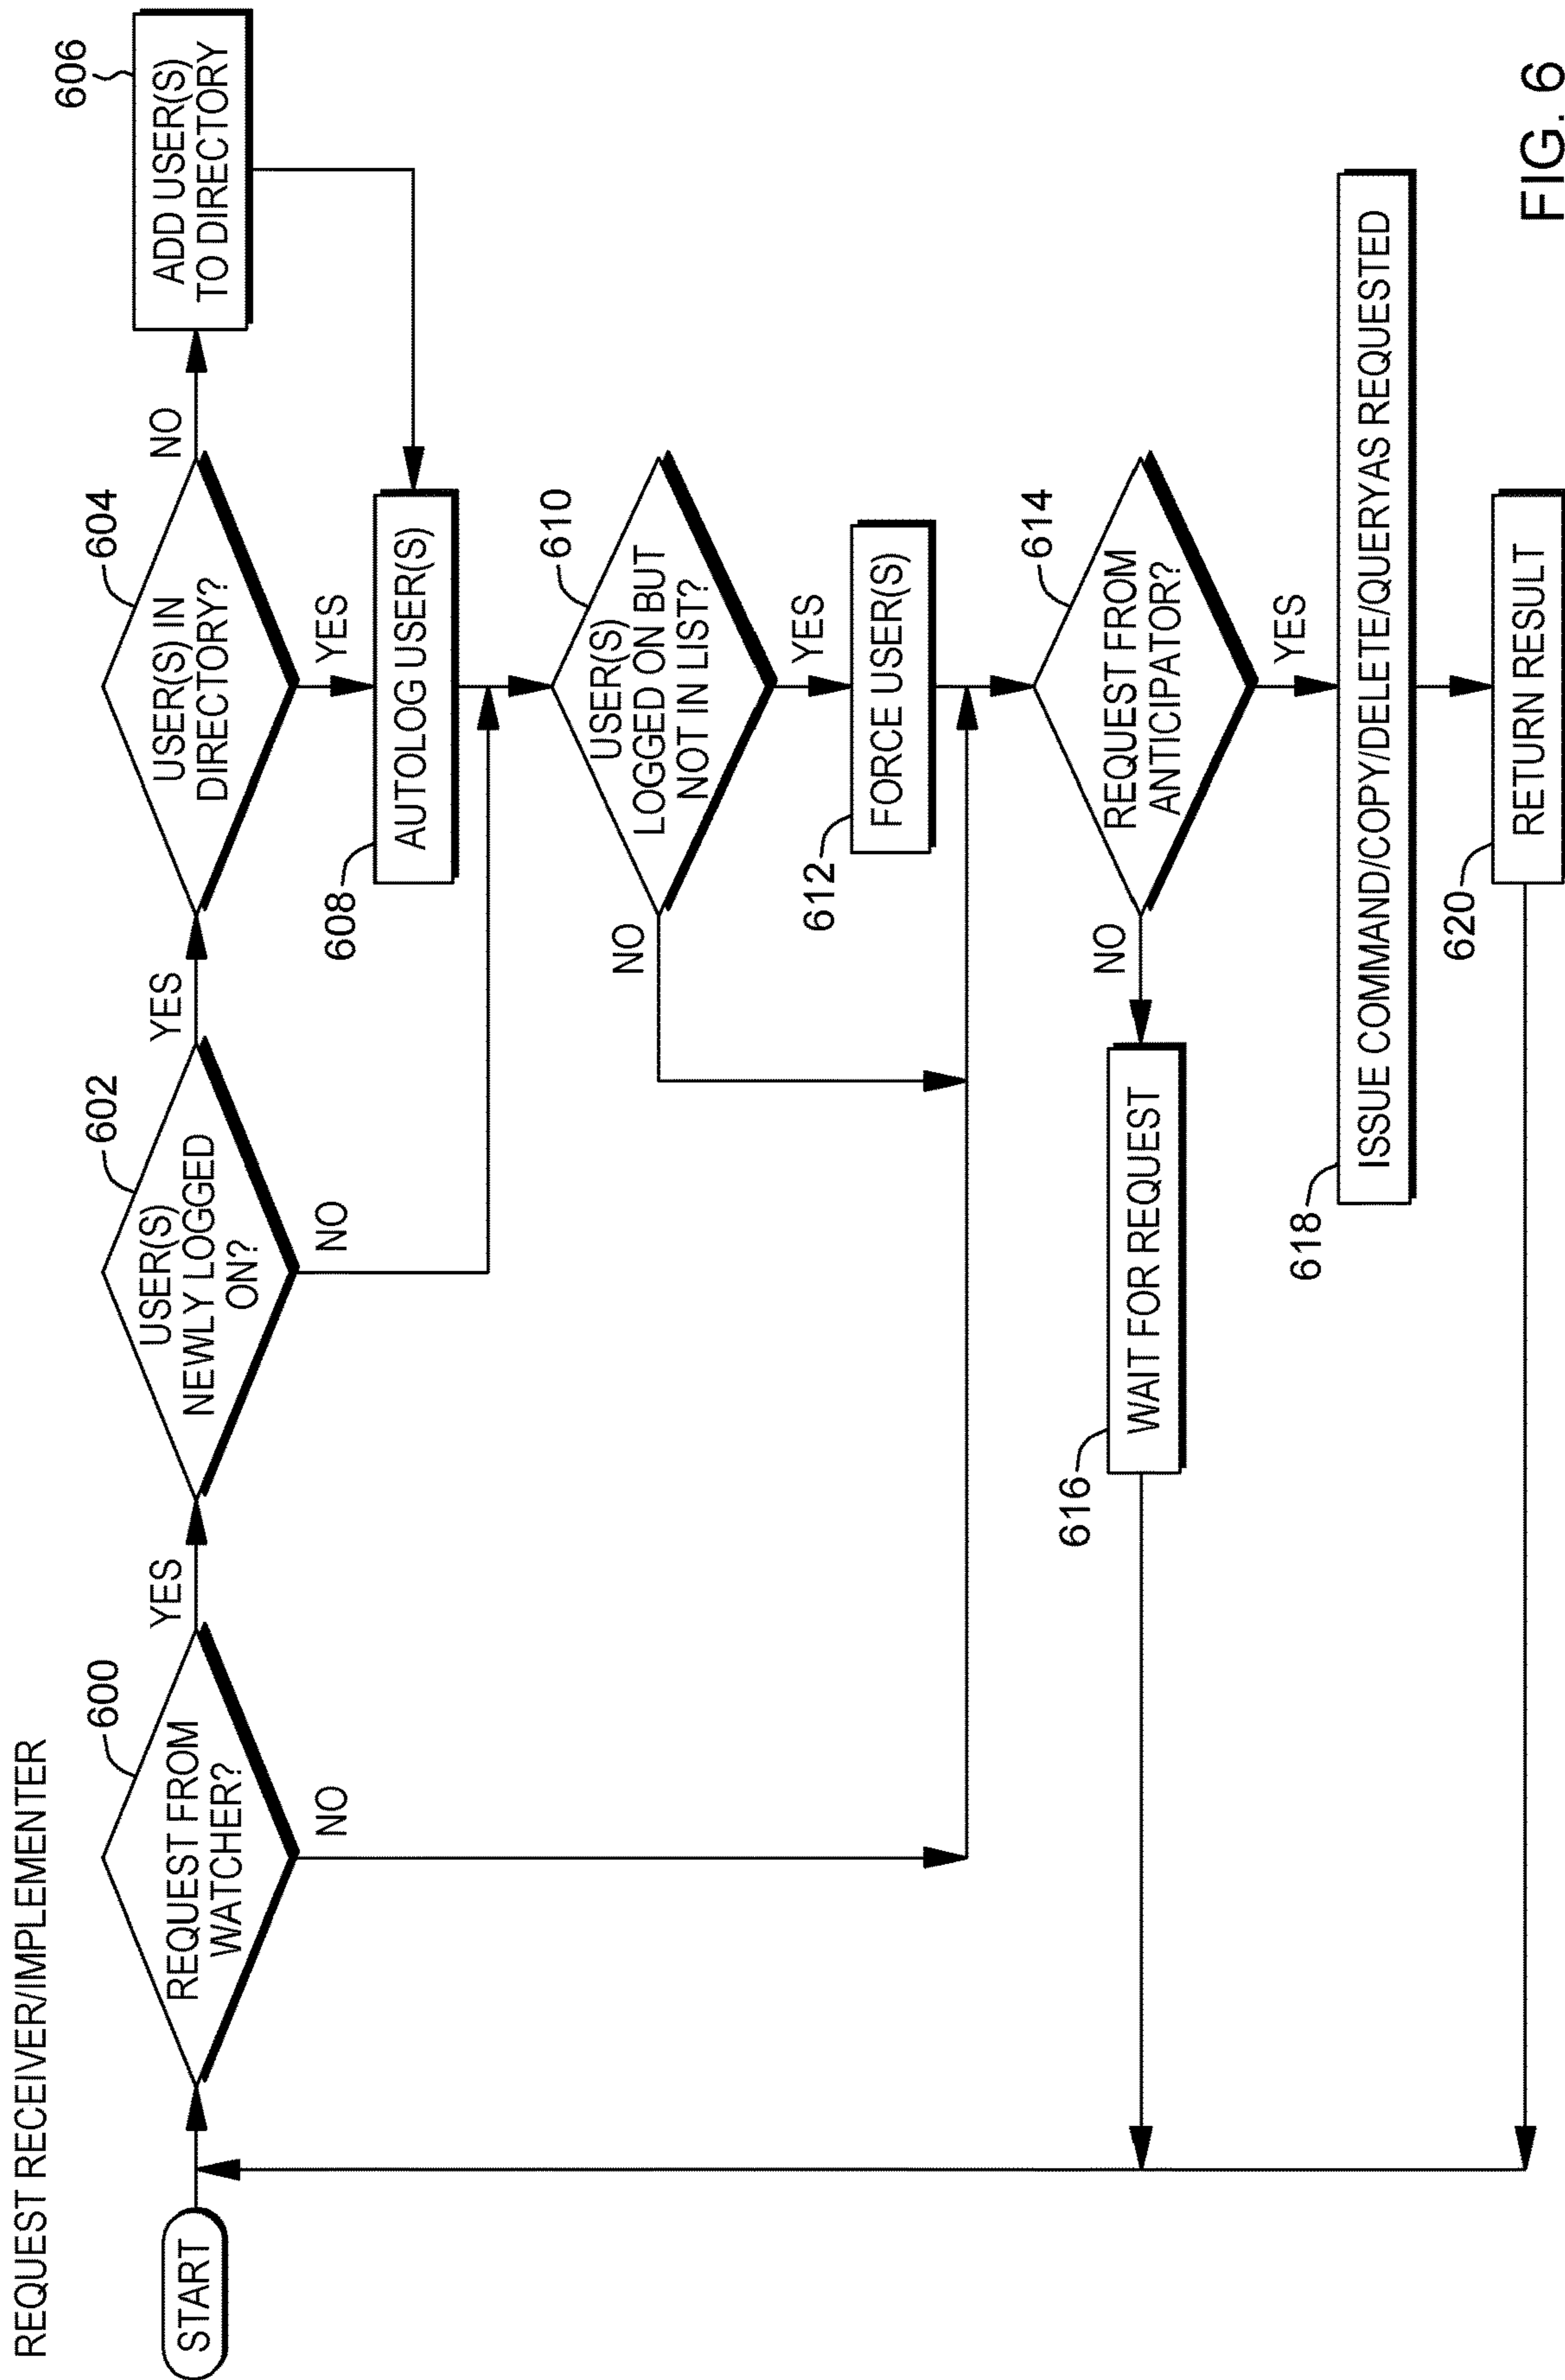 REQUEST RECEIVER/IMPLEMENTER
START
600
REQUEST FROM
WATCHER?
YES
NO
602
USER(S)
NEWLY LOGGED
ON?
YES
NO
604
USER(S) IN
DIRECTORY?
NO
YES
606
ADD USER(S)
TO DIRECTORY
608
AUTOLOG USER(S)
610
USER(S)
LOGGED ON BUT
NOT IN LIST?
NO
YES
612
FORCE USER(S)
614
REQUEST FROM
ANTICIPATOR?
NO
YES
616
WAIT FOR REQUEST
618
ISSUE COMMAND/COPY/DELETE/QUERYAS REQUESTED
620
RETURN RESULT
FIG. 6